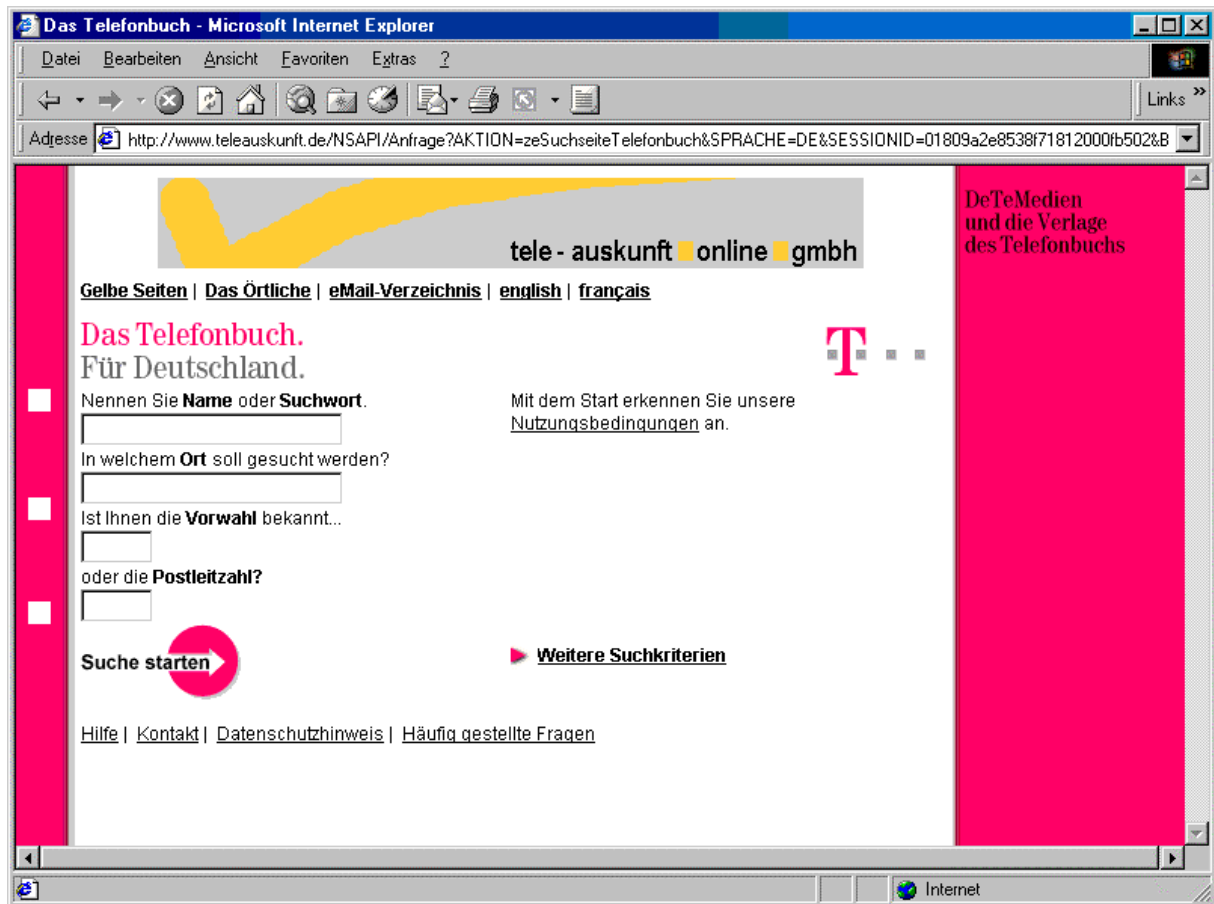 Das Telefonbuch - Microsoft Internet Explorer
Datei Bearbeiten Ansicht Favoriten Extras ?
Links »
Adresse http://www.teleauskunft.de/NSAPI/Anfrage?AKTION=zeSuchseiteTelefonbuch&SPRACHE=DE&SESSIONID=01809a2e8538f71812000fb502&B
tele - auskunft online gmbh
DeTeMedien
und die Verlage
des Telefonbuchs
Gelbe Seiten | Das Örtliche | eMail-Verzeichnis | english | français
Das Telefonbuch.
Für Deutschland.
T
Nennen Sie Name oder Suchwort.
Mit dem Start erkennen Sie unsere
Nutzungsbedingungen an.
In welchem Ort soll gesucht werden?
Ist Ihnen die Vorwahl bekannt...
oder die Postleitzahl?
Suche starten
Weitere Suchkriterien
Hilfe | Kontakt | Datenschutzhinweis | Häufig gestellte Fragen
Internet